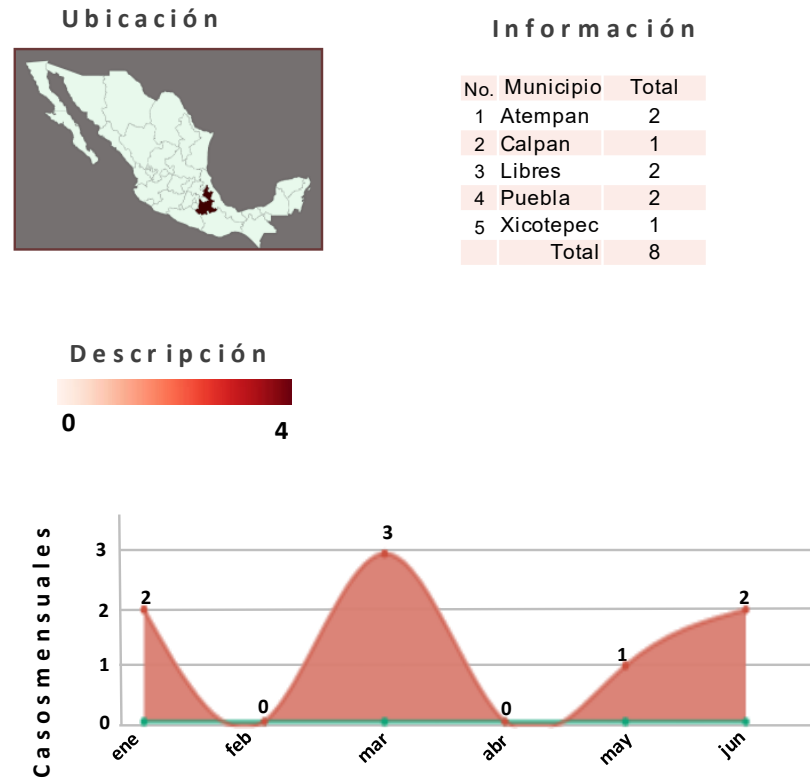 Ubicación
Información
No. Municipio Total
1 Atempan 2
2 Calpan 1
3 Libres 2
4 Puebla 2
5 Xicotepec 1
Total 8
Descripción
0 4
Casosmensuales
3
2
1
0
2
0
3
0
1
2
ene feb mar abr may jun